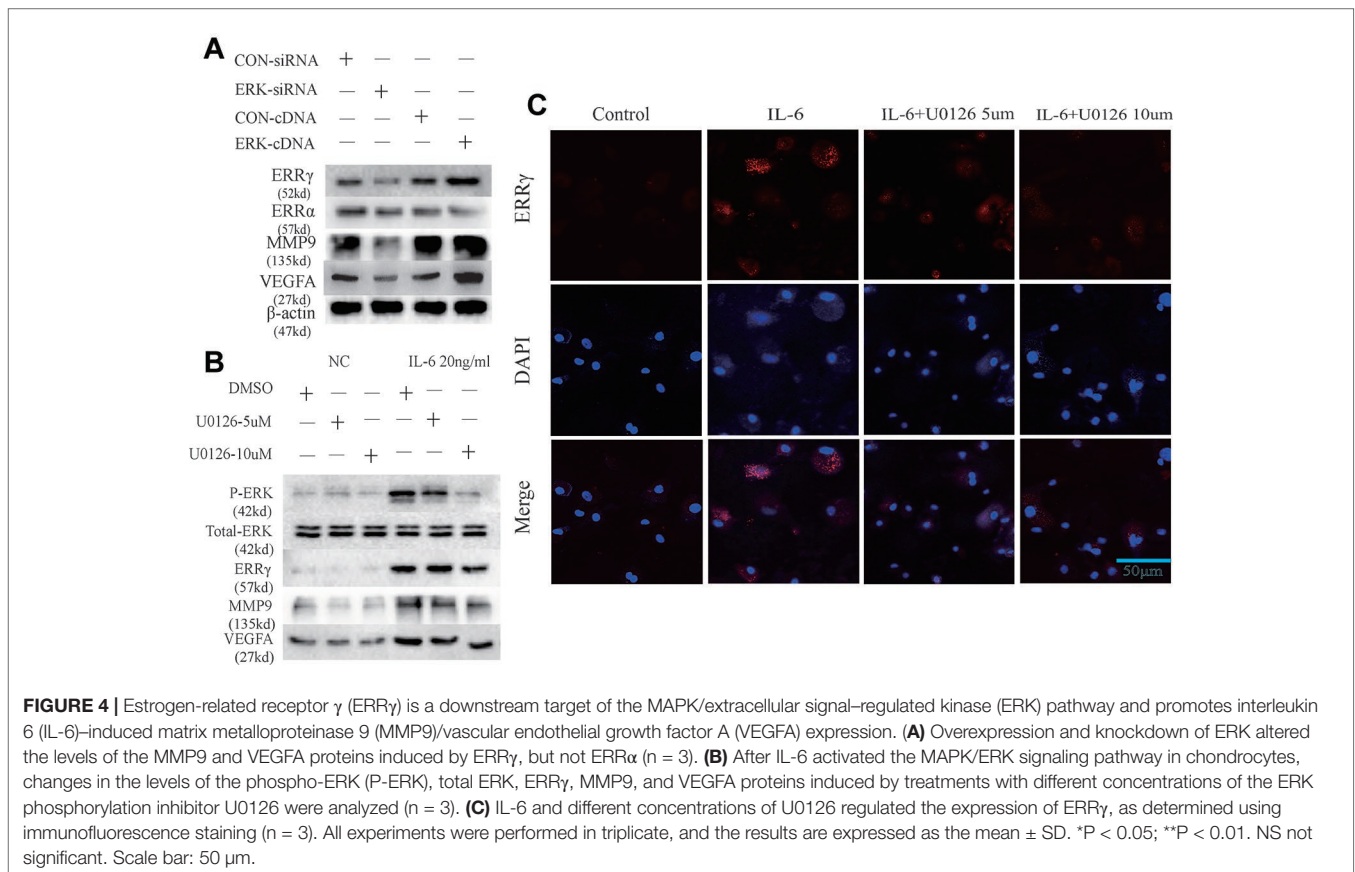 A
CON-siRNA + — — —
ERK-siRNA — + — —
CON-cDNA — — + —
ERK-cDNA — — — +
ERRγ
(52kd)
ERRα
(57kd)
MMP9
(135kd)
VEGFA
(27kd)
β-actin
(47kd)
B
NC IL-6 20ng/ml
DMSO + — — + — —
U0126-5uM — + — — + —
U0126-10uM — — + — — +
P-ERK
(42kd)
Total-ERK
(42kd)
ERRγ
(57kd)
MMP9
(135kd)
VEGFA
(27kd)
C
Control IL-6 IL-6+U0126 5um IL-6+U0126 10um
ERRγ
DAPI
Merge
50μm
FIGURE 4 | Estrogen-related receptor γ (ERRγ) is a downstream target of the MAPK/extracellular signal–regulated kinase (ERK) pathway and promotes interleukin
6 (IL-6)–induced matrix metalloproteinase 9 (MMP9)/vascular endothelial growth factor A (VEGFA) expression. (A) Overexpression and knockdown of ERK altered
the levels of the MMP9 and VEGFA proteins induced by ERRγ, but not ERRα (n = 3). (B) After IL-6 activated the MAPK/ERK signaling pathway in chondrocytes,
changes in the levels of the phospho-ERK (P-ERK), total ERK, ERRγ, MMP9, and VEGFA proteins induced by treatments with different concentrations of the ERK
phosphorylation inhibitor U0126 were analyzed (n = 3). (C) IL-6 and different concentrations of U0126 regulated the expression of ERRγ, as determined using
immunofluorescence staining (n = 3). All experiments were performed in triplicate, and the results are expressed as the mean ± SD. *P < 0.05; **P < 0.01. NS not
significant. Scale bar: 50 μm.